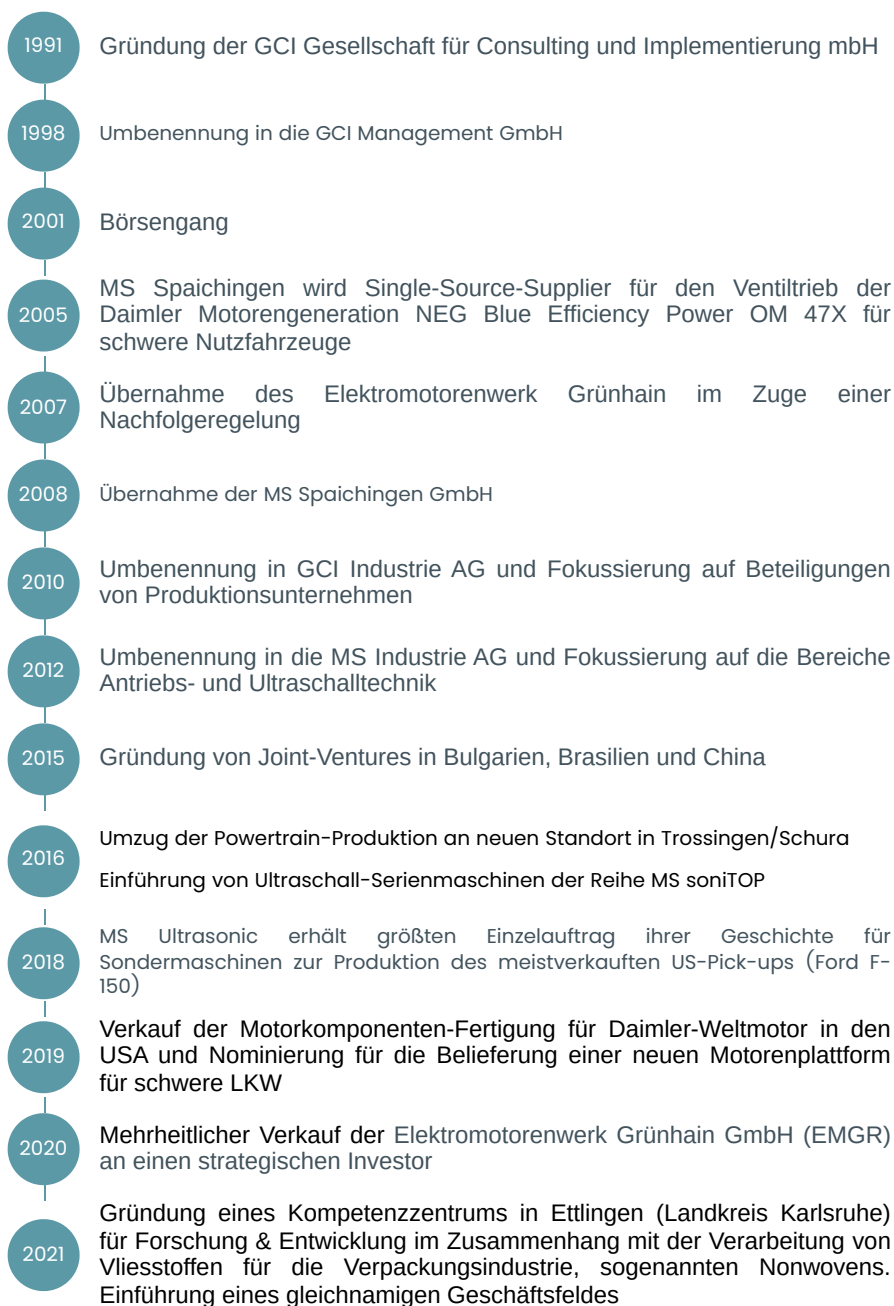 1991
Gründung der GCI Gesellschaft für Consulting und Implementierung mbH
1998
Umbenennung in die GCI Management GmbH
2001
Börsengang
2005
MS Spaichingen wird Single-Source-Supplier für den Ventiltrieb der
Daimler Motorengeneration NEG Blue Efficiency Power OM 47X für
schwere Nutzfahrzeuge
2007
Übernahme des Elektromotorenwerk Grünhain im Zuge einer
Nachfolgeregelung
2008
Übernahme der MS Spaichingen GmbH
2010
Umbenennung in GCI Industrie AG und Fokussierung auf Beteiligungen
von Produktionsunternehmen
2012
Umbenennung in die MS Industrie AG und Fokussierung auf die Bereiche
Antriebs- und Ultraschalltechnik
2015
Gründung von Joint-Ventures in Bulgarien, Brasilien und China
2016
Umzug der Powertrain-Produktion an neuen Standort in Trossingen/Schura
Einführung von Ultraschall-Serienmaschinen der Reihe MS soniTOP
2018
MS Ultrasonic erhält größten Einzelauftrag ihrer Geschichte für
Sondermaschinen zur Produktion des meistverkauften US-Pick-ups (Ford F-
150)
2019
Verkauf der Motorkomponenten-Fertigung für Daimler-Weltmotor in den
USA und Nominierung für die Belieferung einer neuen Motorenplattform
für schwere LKW
2020
Mehrheitlicher Verkauf der Elektromotorenwerk Grünhain GmbH (EMGR)
an einen strategischen Investor
2021
Gründung eines Kompetenzzentrums in Ettlingen (Landkreis Karlsruhe)
für Forschung & Entwicklung im Zusammenhang mit der Verarbeitung von
Vliesstoffen für die Verpackungsindustrie, sogenannten Nonwovens.
Einführung eines gleichnamigen Geschäftsfeldes